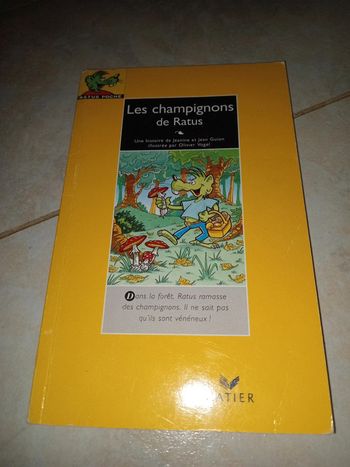 RATUS POCHE
Les champignons
de Ratus
Une histoire de Jeanine et Jean Guion
illustrée par Olivier Vogel
Dans la forêt, Ratus ramasse
des champignons. Il ne sait pas
qu'ils sont vénéneux !
HATIER